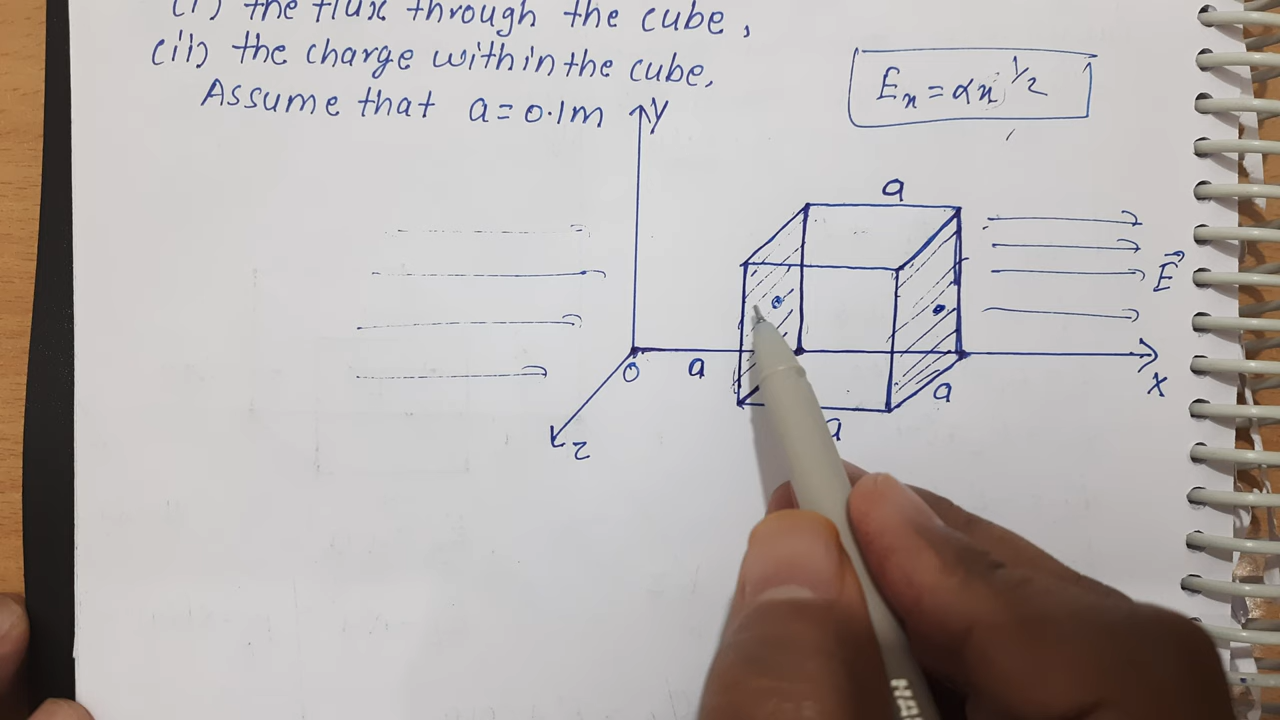 (i) the flux through the cube,
(ii) the charge within the cube,
Assume that a = 0.1m
Y
Ex = αx^1/2
a
E
0
a
a
x
a
z